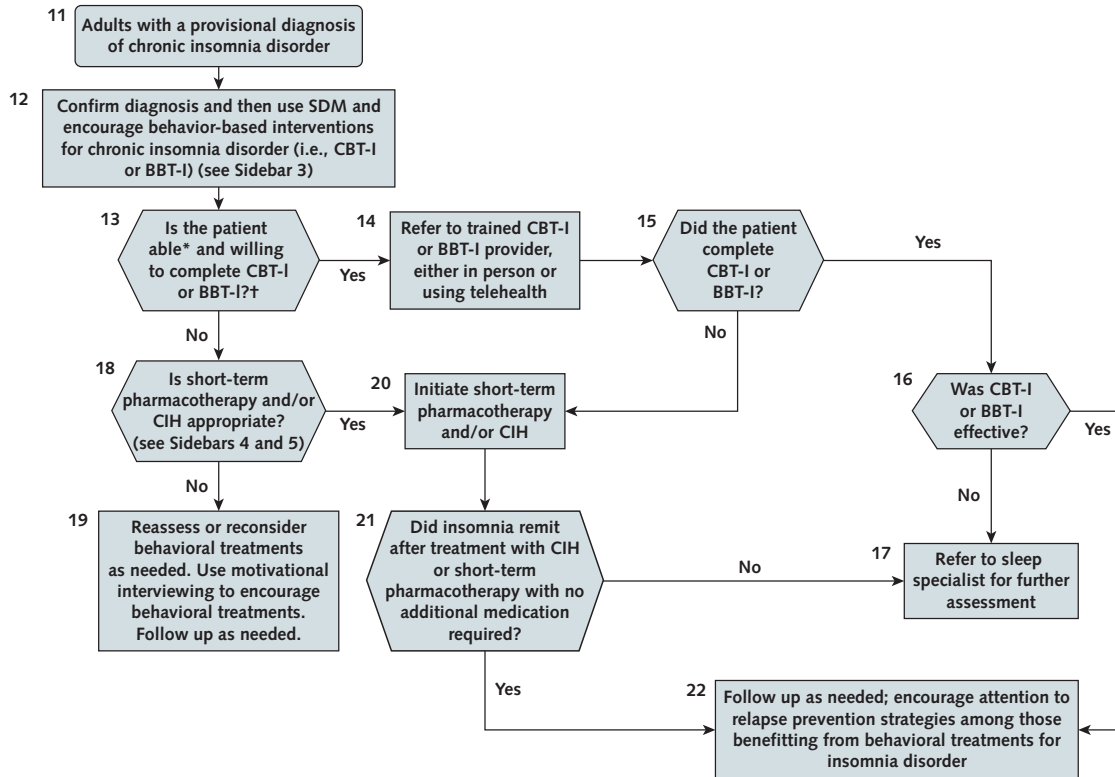 11
Adults with a provisional diagnosis
of chronic insomnia disorder
12
Confirm diagnosis and then use SDM and
encourage behavior-based interventions
for chronic insomnia disorder (i.e., CBT-I
or BBT-I) (see Sidebar 3)
13
Is the patient
able* and willing
to complete CBT-I
or BBT-I?†
Yes
No
14
Refer to trained CBT-I
or BBT-I provider,
either in person or
using telehealth
15
Did the patient
complete
CBT-I or
BBT-I?
Yes
No
16
Was CBT-I
or BBT-I
effective?
Yes
No
18
Is short-term
pharmacotherapy and/or
CIH appropriate?
(see Sidebars 4 and 5)
Yes
No
20
Initiate short-term
pharmacotherapy
and/or CIH
19
Reassess or reconsider
behavioral treatments
as needed. Use motivational
interviewing to encourage
behavioral treatments.
Follow up as needed.
21
Did insomnia remit
after treatment with CIH
or short-term
pharmacotherapy with no
additional medication
required?
No
Yes
17
Refer to sleep
specialist for further
assessment
22
Follow up as needed; encourage attention to
relapse prevention strategies among those
benefitting from behavioral treatments for
insomnia disorder